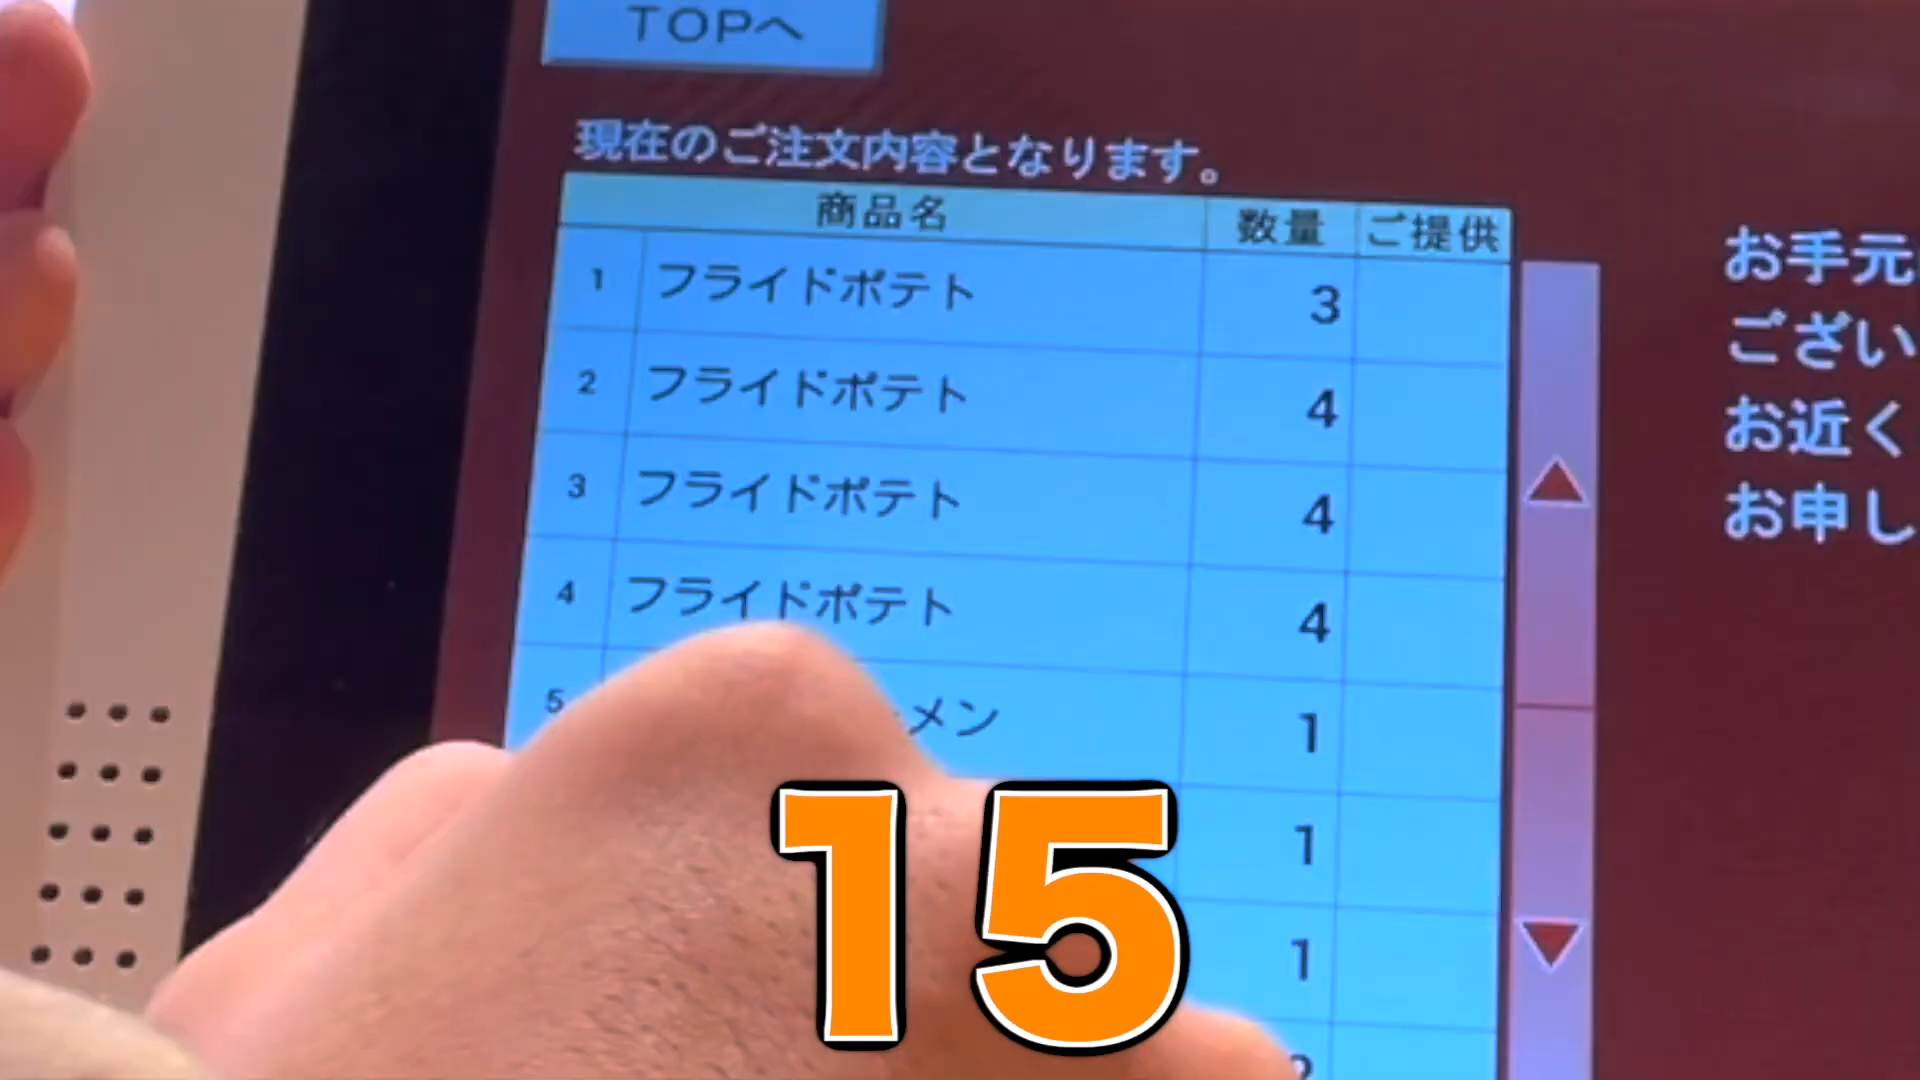 TOPへ
現在のご注文内容となります。
商品名 数量 ご提供
1 フライドポテト 3
2 フライドポテト 4
3 フライドポテト 4
4 フライドポテト 4
5 メン 1
1
1
お手元
ござい
お近く
お申し
15